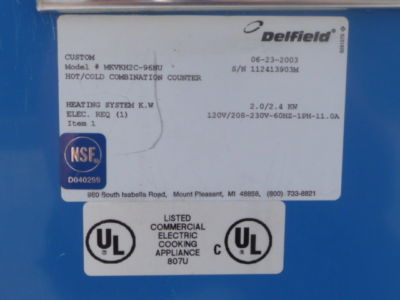 Delfield®
CUSTOM 06-23-2003
Model # MKVKH2C-96NU S/N 112413903M
HOT/COLD COMBINATION COUNTER
HEATING SYSTEM K.W 2.0/2.4 KW
ELEC. REQ (1) 120V/208-230V-60HZ-1PH-11.0A
Item 1
NSF®
D040299
980 South Isabella Road, Mount Pleasant, MI 48858, (800) 733-8821
LISTED
COMMERCIAL
ELECTRIC
COOKING
APPLIANCE
807U
UL
C UL